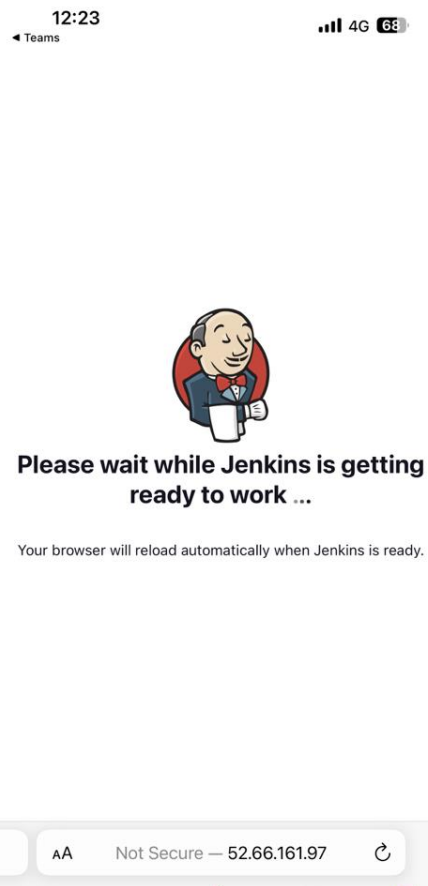 12:23
4G 68
◀ Teams
Please wait while Jenkins is getting
ready to work ...
Your browser will reload automatically when Jenkins is ready.
AA Not Secure — 52.66.161.97